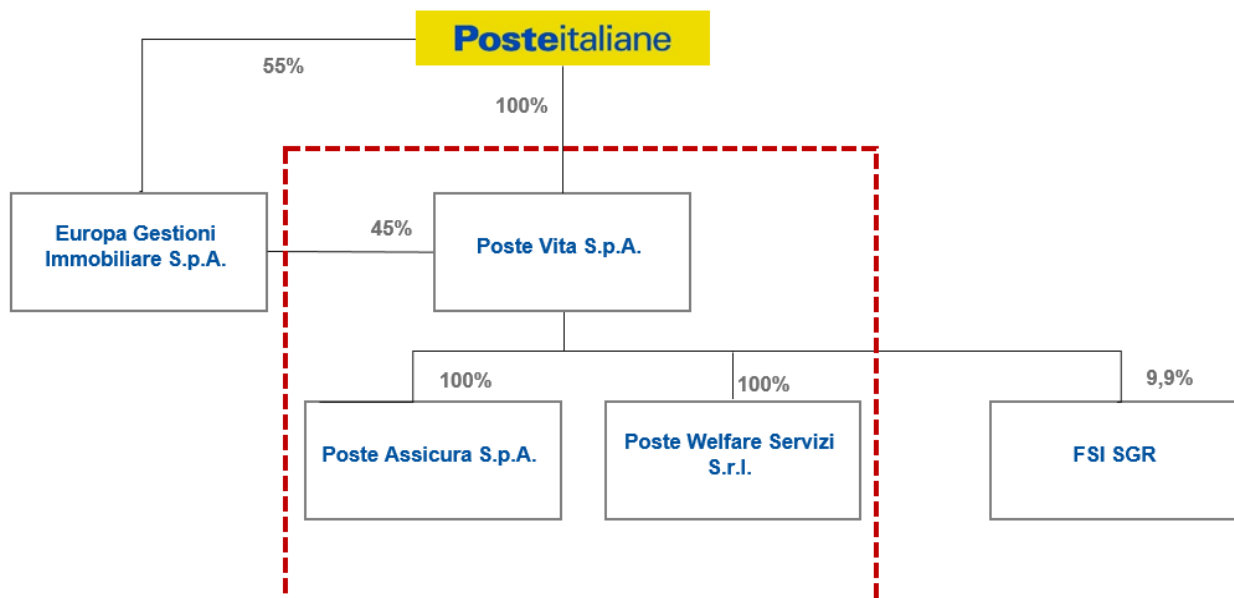 Posteitaliane
55%
100%
Europa Gestioni
Immobiliare S.p.A.
45%
Poste Vita S.p.A.
100%
100%
9,9%
Poste Assicura S.p.A.
Poste Welfare Servizi
S.r.l.
FSI SGR